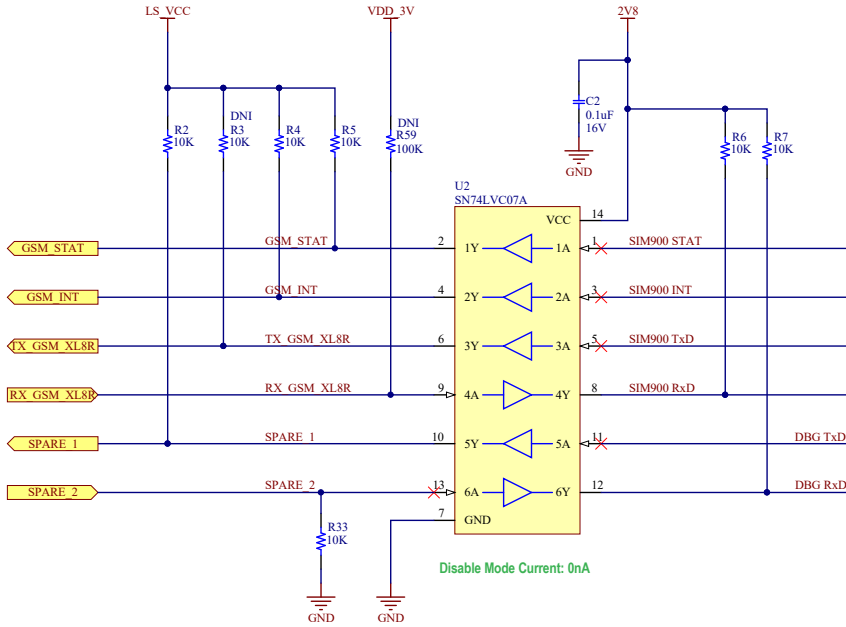 LS_VCC
VDD_3V
2V8
R2
10K
DNI
R3
10K
R4
10K
R5
10K
DNI
R59
100K
C2
0.1uF
16V
GND
R6
10K
R7
10K
U2
SN74LVC07A
VCC 14
GSM_STAT GSM_STAT 2 1Y 1A 1 SIM900 STAT
GSM_INT GSM_INT 4 2Y 2A 3 SIM900 INT
TX_GSM_XL8R TX_GSM_XL8R 6 3Y 3A 5 SIM900 TxD
RX_GSM_XL8R RX_GSM_XL8R 9 4A 4Y 8 SIM900 RxD
SPARE_1 SPARE_1 10 5Y 5A 11 DBG TxD
SPARE_2 SPARE_2 13 6A 6Y 12 DBG RxD
7 GND
R33
10K
GND
GND
Disable Mode Current: 0nA